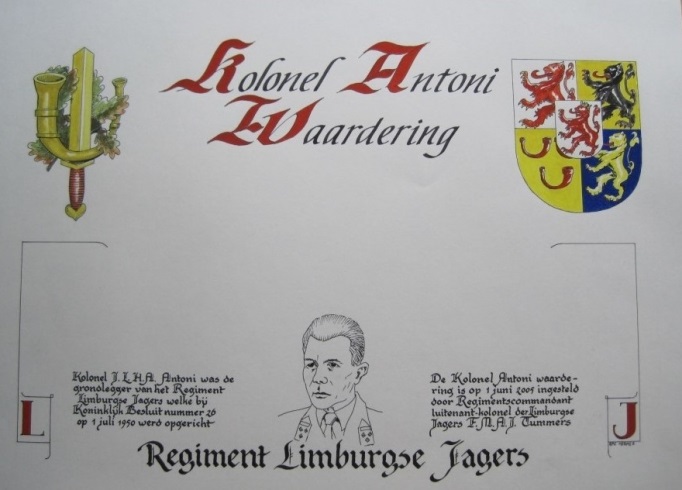 Kolonel Antoni
Waardering
Kolonel J.L.H.A. Antoni was de
grondlegger van het Regiment
Limburgse Jagers welke bij
Koninklijk Besluit nummer 26
op 1 juli 1950 werd opgericht
De Kolonel Antoni waarde-
ring is op 1 juni 2005 ingesteld
door Regimentscommandant
luitenant-kolonel der Limburgse
Jagers F.M.A.J. Tummers
L
J
Regiment Limburgse Jagers